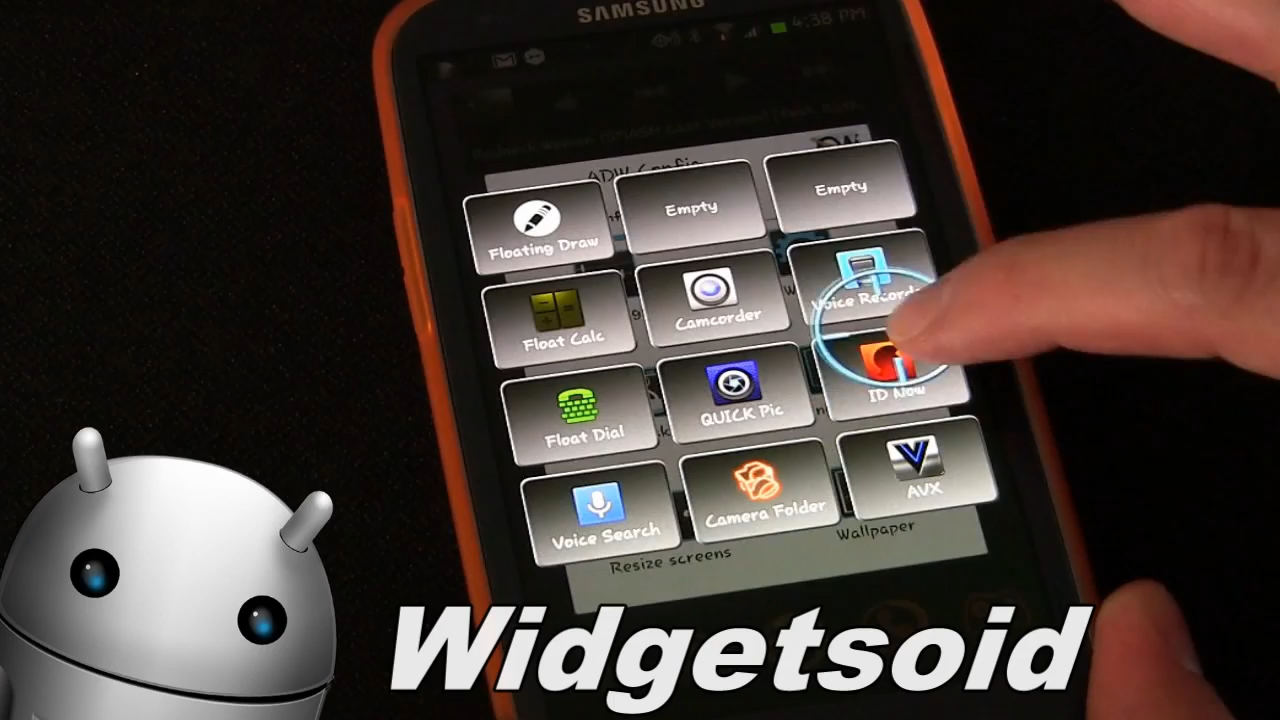 SAMSUNG
4:38 PM
ADW Config
Floating Draw
Empty
Empty
Float Calc
Camcorder
Voice Recorde
Float Dial
QUICK Pic
ID Now
Voice Search
Camera Folder
AVX
Resize screens
Wallpaper
Widgetsoid